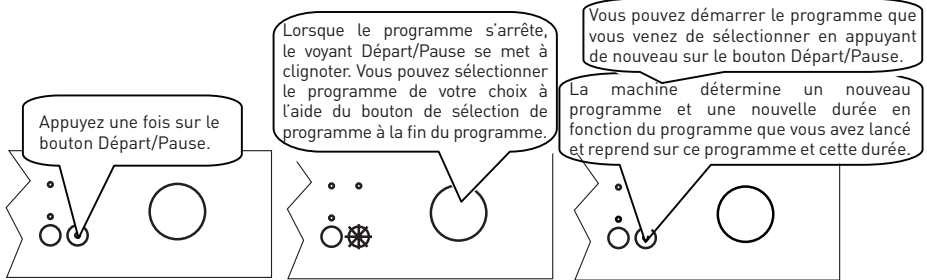 Appuyez une fois sur le
bouton Départ/Pause.
Lorsque le programme s'arrête,
le voyant Départ/Pause se met à
clignoter. Vous pouvez sélectionner
le programme de votre choix à
l'aide du bouton de sélection de
programme à la fin du programme.
Vous pouvez démarrer le programme que
vous venez de sélectionner en appuyant
de nouveau sur le bouton Départ/Pause.
La machine détermine un nouveau
programme et une nouvelle durée en
fonction du programme que vous avez lancé
et reprend sur ce programme et cette durée.